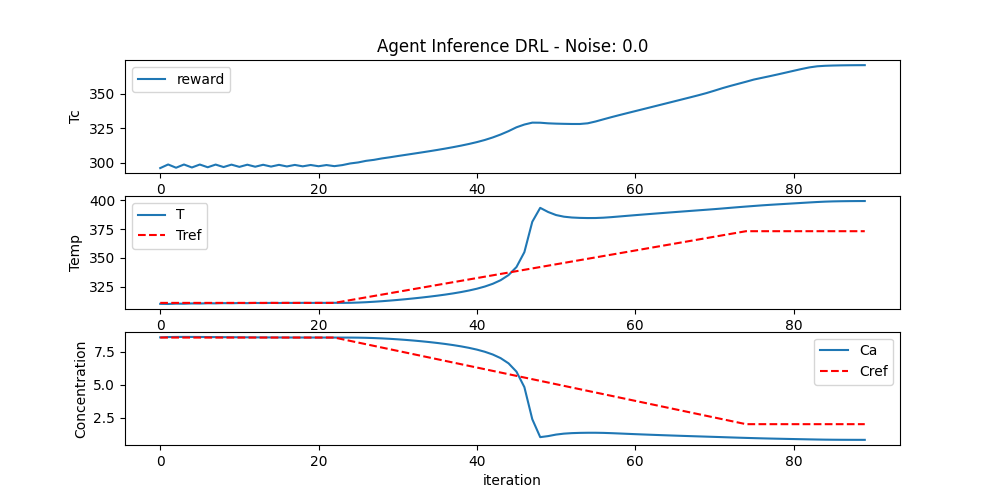 Agent Inference DRL - Noise: 0.0
Tc
350
325
300
reward
0 20 40 60 80
Temp
400
375
350
325
T
Tref
0 20 40 60 80
Concentration
7.5
5.0
2.5
Ca
Cref
0 20 40 60 80
iteration